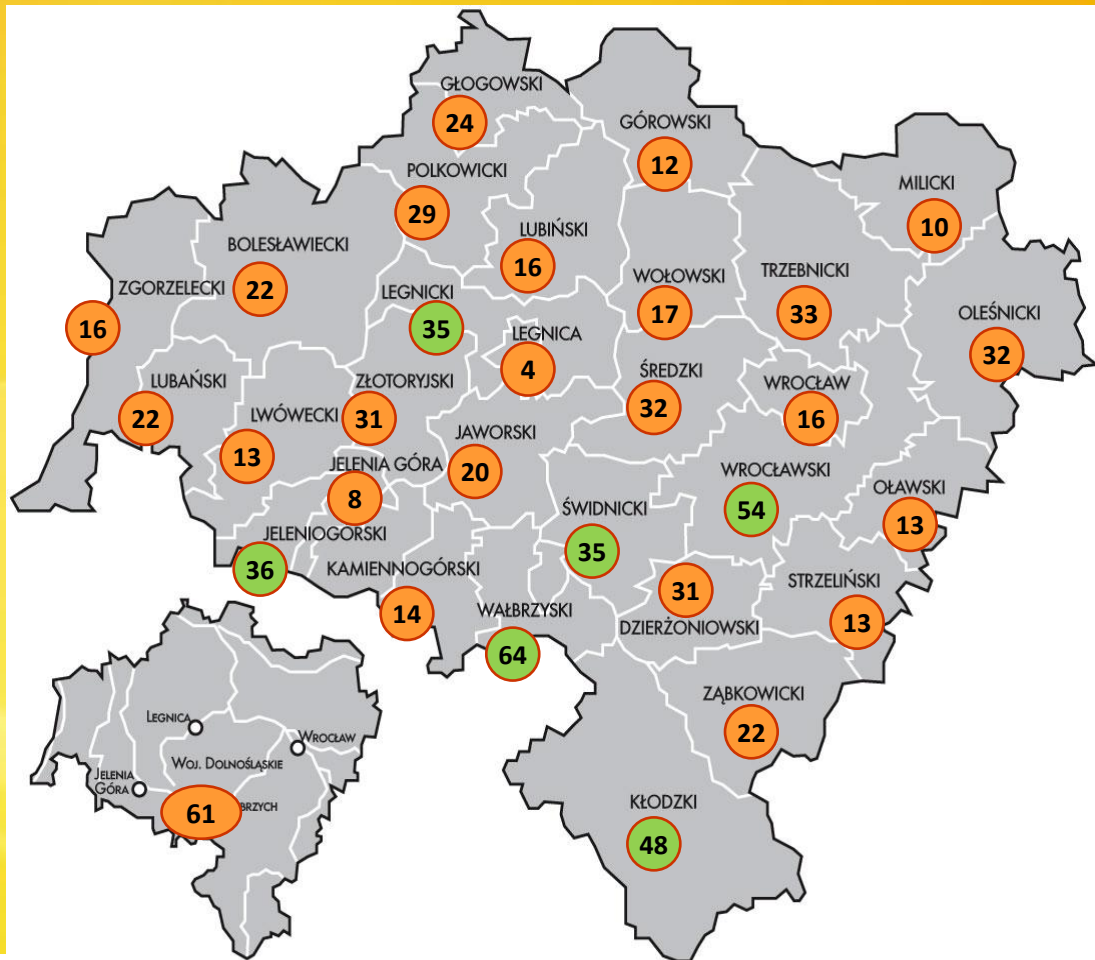 GŁOGOWSKI
24
GÓROWSKI
12
POLKOWICKI
29
MILICKI
10
LUBIŃSKI
16
BOLESŁAWIECKI
22
ZGORZELECKI
16
LEGNICKI
35
WOŁOWSKI
17
TRZEBNICKI
33
OLEŚNICKI
32
LEGNICA
4
LUBAŃSKI
22
ZŁOTORYJSKI
31
ŚREDZKI
32
WROCŁAW
16
LWÓWECKI
13
JAWORSKI
20
JELENIA GÓRA
8
WROCŁAWSKI
54
OŁAWSKI
13
ŚWIDNICKI
35
JELENIOGORSKI
36
KAMIENNOGÓRSKI
14
STRZELIŃSKI
13
31
DZIERŻONIOWSKI
WAŁBRZYSKI
64
ZĄBKOWICKI
22
KŁODZKI
48
LEGNICA
WROCŁAW
WOJ. DOLNOŚLĄSKIE
JELENIA
GÓRA
61
BRZYCH